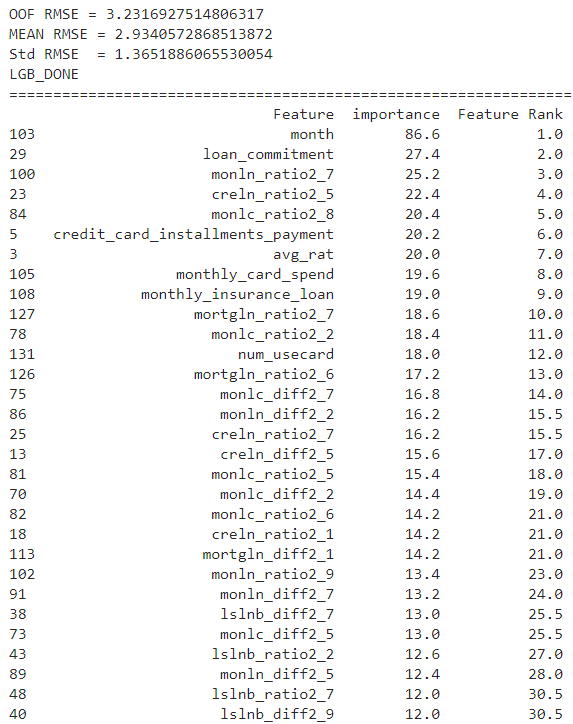 OOF RMSE = 3.2316927514806317
MEAN RMSE = 2.9340572868513872
Std RMSE  = 1.3651886065530054
LGB_DONE
================================================================
Feature importance Feature Rank
103 month 86.6 1.0
29 loan_commitment 27.4 2.0
100 monln_ratio2_7 25.2 3.0
23 creln_ratio2_5 22.4 4.0
84 monlc_ratio2_8 20.4 5.0
5 credit_card_installments_payment 20.2 6.0
3 avg_rat 20.0 7.0
105 monthly_card_spend 19.6 8.0
108 monthly_insurance_loan 19.0 9.0
127 mortgln_ratio2_7 18.6 10.0
78 monlc_ratio2_2 18.4 11.0
131 num_usecard 18.0 12.0
126 mortgln_ratio2_6 17.2 13.0
75 monlc_diff2_7 16.8 14.0
86 monln_diff2_2 16.2 15.5
25 creln_ratio2_7 16.2 15.5
13 creln_diff2_5 15.6 17.0
81 monlc_ratio2_5 15.4 18.0
70 monlc_diff2_2 14.4 19.0
82 monlc_ratio2_6 14.2 21.0
18 creln_ratio2_1 14.2 21.0
113 mortgln_diff2_1 14.2 21.0
102 monln_ratio2_9 13.4 23.0
91 monln_diff2_7 13.2 24.0
38 lslnb_diff2_7 13.0 25.5
73 monlc_diff2_5 13.0 25.5
43 lslnb_ratio2_2 12.6 27.0
89 monln_diff2_5 12.4 28.0
48 lslnb_ratio2_7 12.0 30.5
40 lslnb_diff2_9 12.0 30.5